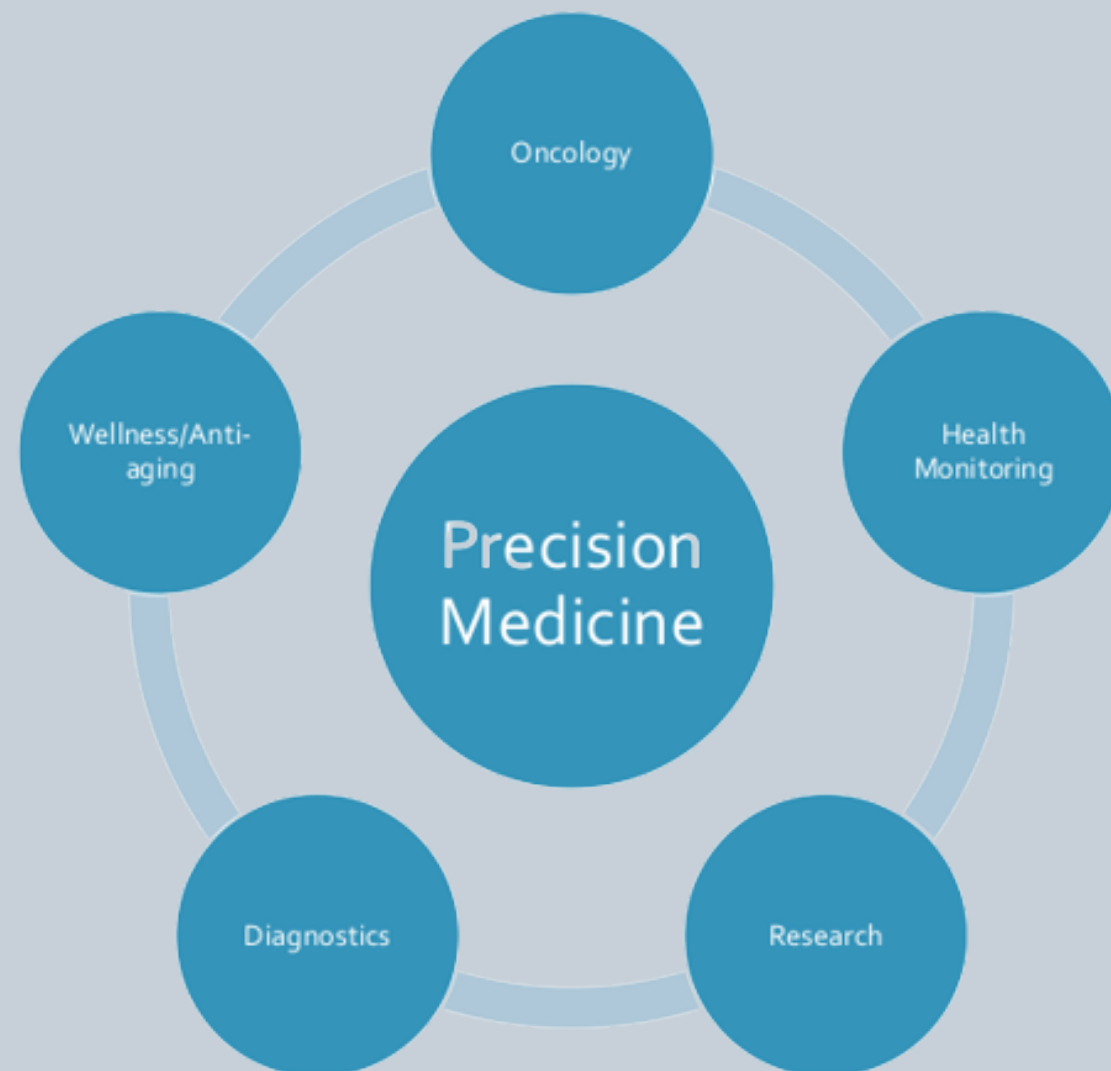 Oncology
Wellness/Anti-
aging
Health
Monitoring
Precision
Medicine
Diagnostics
Research